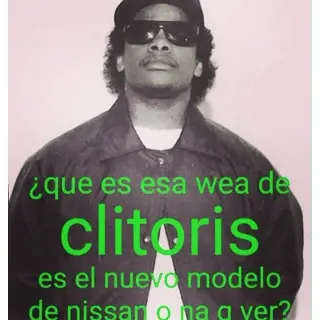 ¿que es esa wea de
clitoris
es el nuevo modelo
de nissan o na q ver?